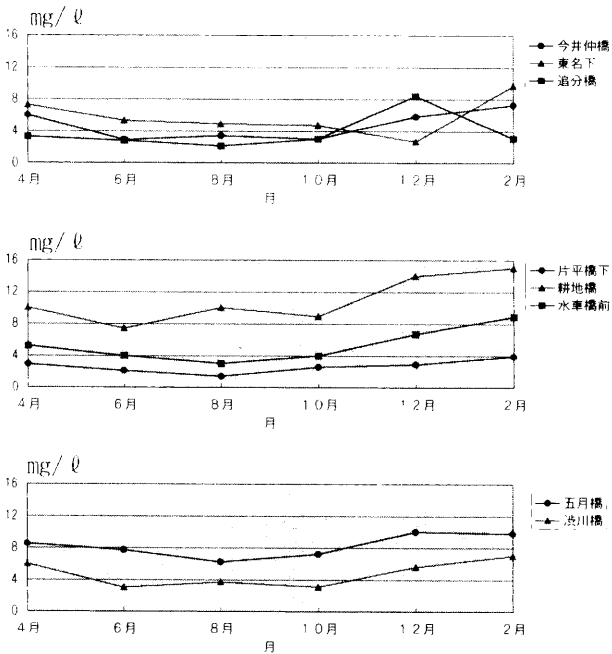 mg/ℓ
16
12
8
4
0
4月 6月 8月 10月 12月 2月
月
今井仲橋
東名下
追分橋
mg/ℓ
16
12
8
4
0
4月 6月 8月 10月 12月 2月
月
片平橋下
耕地橋
水車橋前
mg/ℓ
16
12
8
4
0
4月 6月 8月 10月 12月 2月
月
五月橋
渋川橋